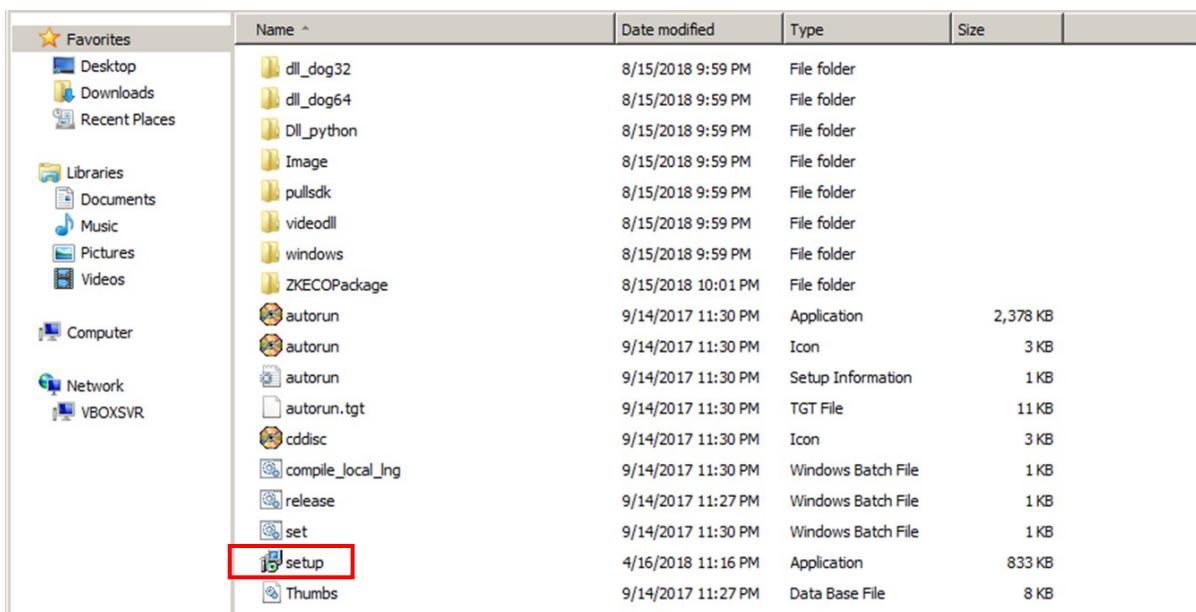 Favorites
Desktop
Downloads
Recent Places
Libraries
Documents
Music
Pictures
Videos
Computer
Network
VBOXSVR
Name Date modified Type Size
dll_dog32 8/15/2018 9:59 PM File folder
dll_dog64 8/15/2018 9:59 PM File folder
Dll_python 8/15/2018 9:59 PM File folder
Image 8/15/2018 9:59 PM File folder
pullsdk 8/15/2018 9:59 PM File folder
videodll 8/15/2018 9:59 PM File folder
windows 8/15/2018 9:59 PM File folder
ZKECOPackage 8/15/2018 10:01 PM File folder
autorun 9/14/2017 11:30 PM Application 2,378 KB
autorun 9/14/2017 11:30 PM Icon 3 KB
autorun 9/14/2017 11:30 PM Setup Information 1 KB
autorun.tgt 9/14/2017 11:30 PM TGT File 11 KB
cddisc 9/14/2017 11:30 PM Icon 3 KB
compile_local_lng 9/14/2017 11:30 PM Windows Batch File 1 KB
release 9/14/2017 11:27 PM Windows Batch File 1 KB
set 9/14/2017 11:30 PM Windows Batch File 1 KB
setup 4/16/2018 11:16 PM Application 833 KB
Thumbs 9/14/2017 11:27 PM Data Base File 8 KB